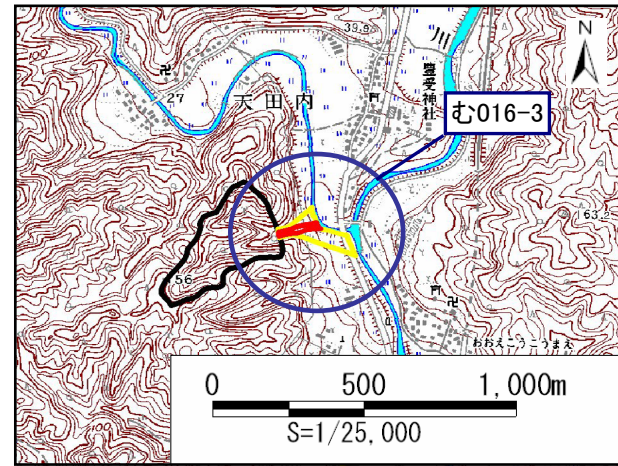 39.8
川
N
27
天田内
豊受神社
む016-3
63.2
56
おおえこうこうまえ
0 500 1,000m
S=1/25,000